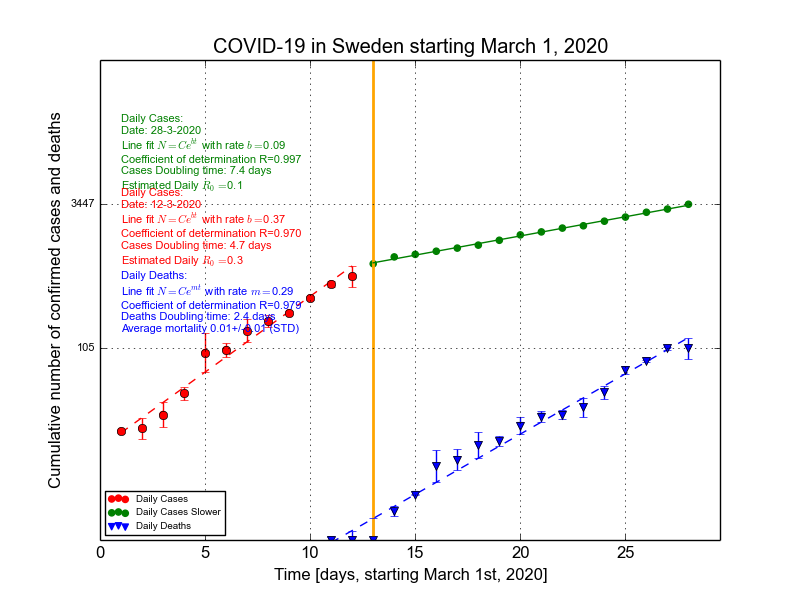 COVID-19 in Sweden starting March 1, 2020
Cumulative number of confirmed cases and deaths
3447
105
Daily Cases:
Date: 28-3-2020
Line fit N = Ce^{bt} with rate b = 0.09
Coefficient of determination R=0.997
Cases Doubling time: 7.4 days
Estimated Daily R_0 = 0.1
Daily Cases:
Date: 12-3-2020
Line fit N = Ce^{bt} with rate b = 0.37
Coefficient of determination R=0.970
Cases Doubling time: 4.7 days
Estimated Daily R_0 = 0.3
Daily Deaths:
Line fit N = Ce^{mt} with rate m = 0.29
Coefficient of determination R=0.979
Deaths Doubling time: 2.4 days
Average mortality 0.01+/-0.01 (STD)
Daily Cases
Daily Cases Slower
Daily Deaths
0 5 10 15 20 25
Time [days, starting March 1st, 2020]